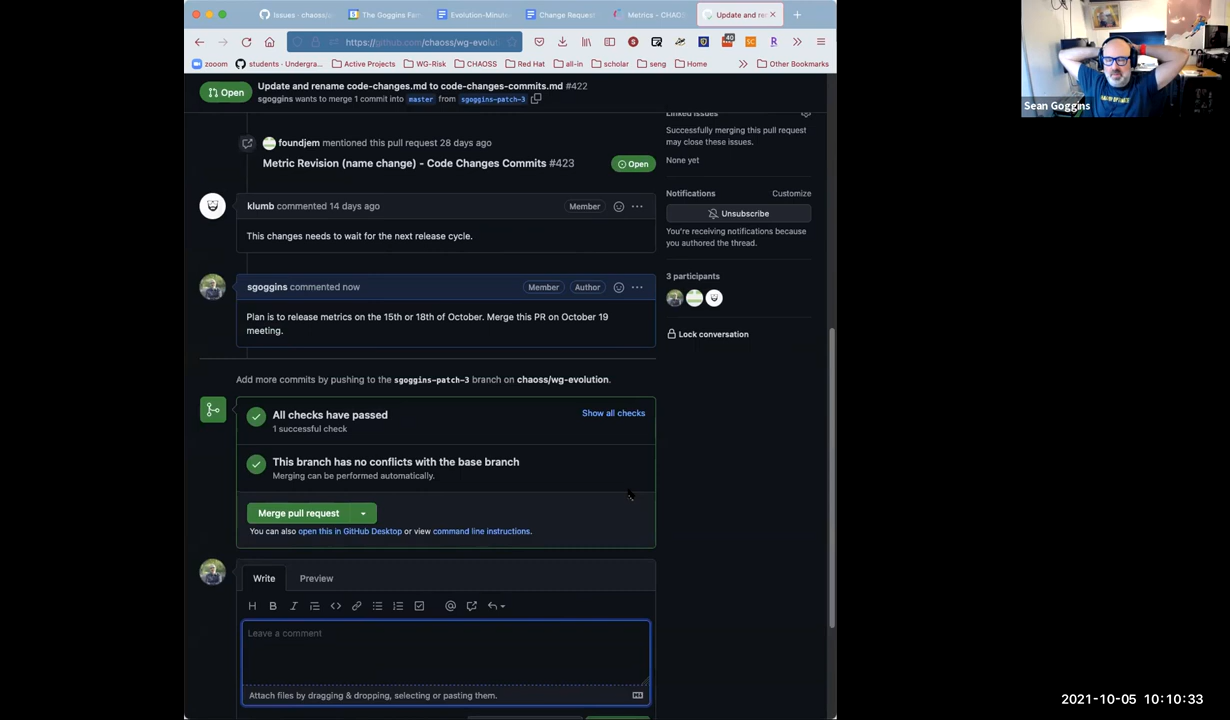 Issues · chaoss/
The Goggins Fam
Evolution-Minute
Change Request
Metrics - CHAOSS
Update and re
https://github.com/chaoss/wg-evolut
40
zooom
students - Undergra...
Active Projects
WG-Risk
CHAOSS
Red Hat
all-in
scholar
seng
Home
Other Bookmarks
Open
Update and rename code-changes.md to code-changes-commits.md #422
sgoggins wants to merge 1 commit into master from sgoggins-patch-3
foundjem mentioned this pull request 28 days ago
Metric Revision (name change) - Code Changes Commits #423
Open
klumb commented 14 days ago
Member
This changes needs to wait for the next release cycle.
sgoggins commented now
Member
Author
Plan is to release metrics on the 15th or 18th of October. Merge this PR on October 19
meeting.
Add more commits by pushing to the sgoggins-patch-3 branch on chaoss/wg-evolution.
All checks have passed
1 successful check
Show all checks
This branch has no conflicts with the base branch
Merging can be performed automatically.
Merge pull request
You can also open this in GitHub Desktop or view command line instructions.
Write
Preview
Leave a comment
Attach files by dragging & dropping, selecting or pasting them.
Linked issues
Successfully merging this pull request
may close these issues.
None yet
Notifications
Customize
Unsubscribe
You're receiving notifications because
you authored the thread.
3 participants
Lock conversation
Sean Goggins
2021-10-05 10:10:33